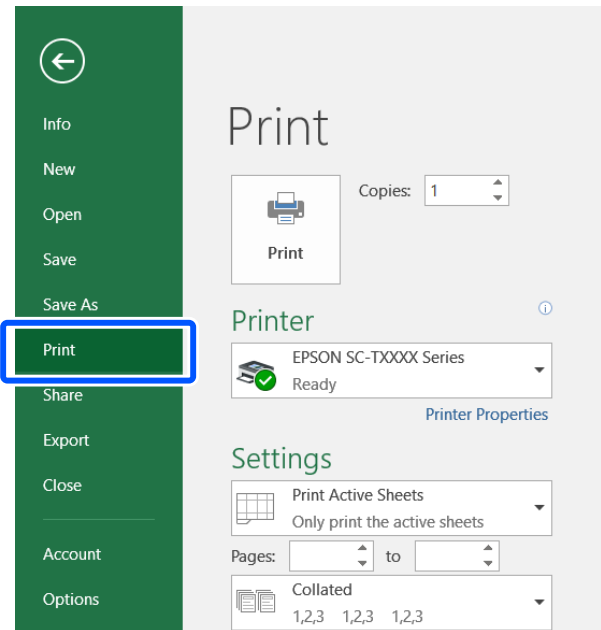 Info
New
Open
Save
Save As
Print
Share
Export
Close
Account
Options
Print
Copies: 1
Print
Printer
EPSON SC-TXXXX Series
Ready
Printer Properties
Settings
Print Active Sheets
Only print the active sheets
Pages: to
Collated
1,2,3 1,2,3 1,2,3